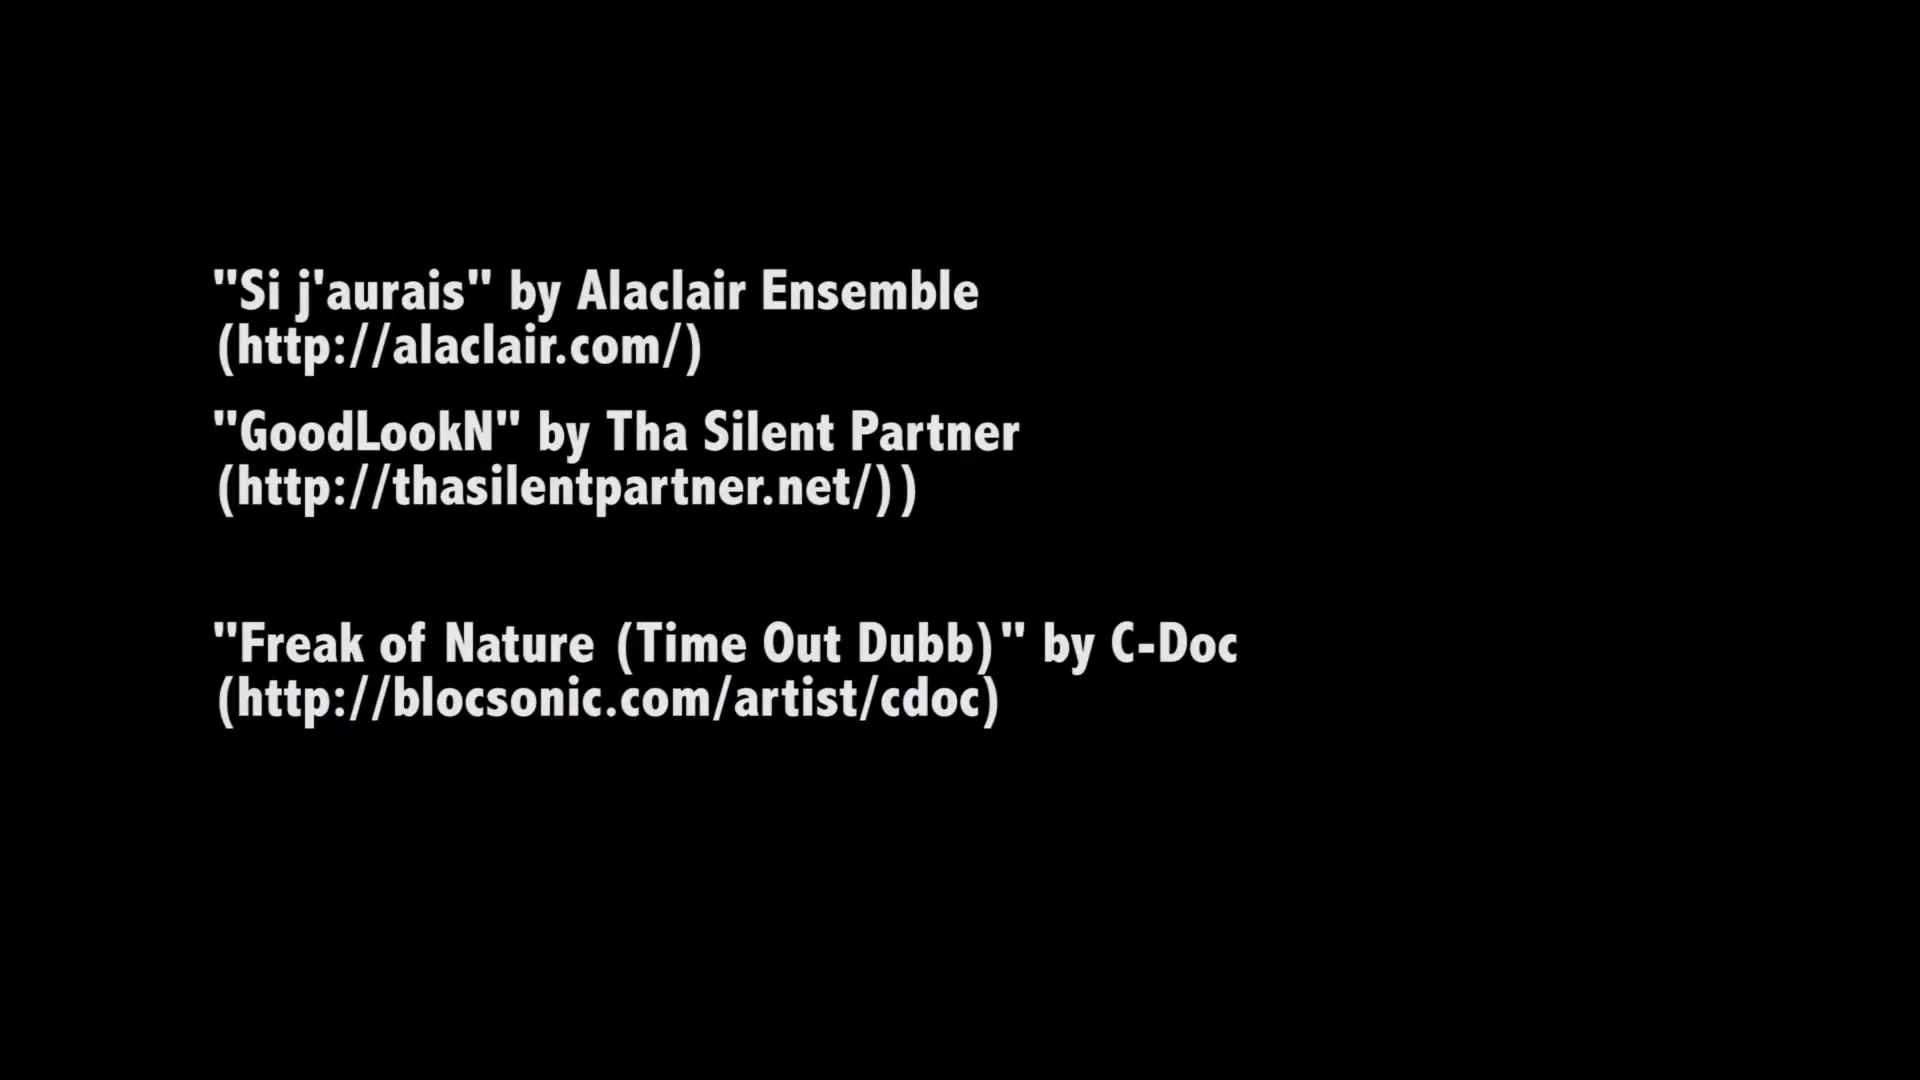 "Si j'aurais" by Alaclair Ensemble
(http://alaclair.com/)
"GoodLookN" by Tha Silent Partner
(http://thasilentpartner.net/))
"Freak of Nature (Time Out Dubb)" by C-Doc
(http://blocsonic.com/artist/cdoc)